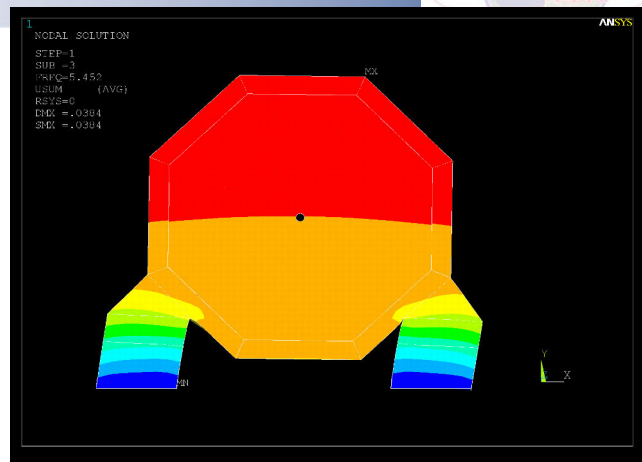 1
ANSYS
NODAL SOLUTION
STEP=1
SUB =3
FREQ=5.452
USUM (AVG)
RSYS=0
DMX =.0384
SMX =.0384
MX
MN
Y
X